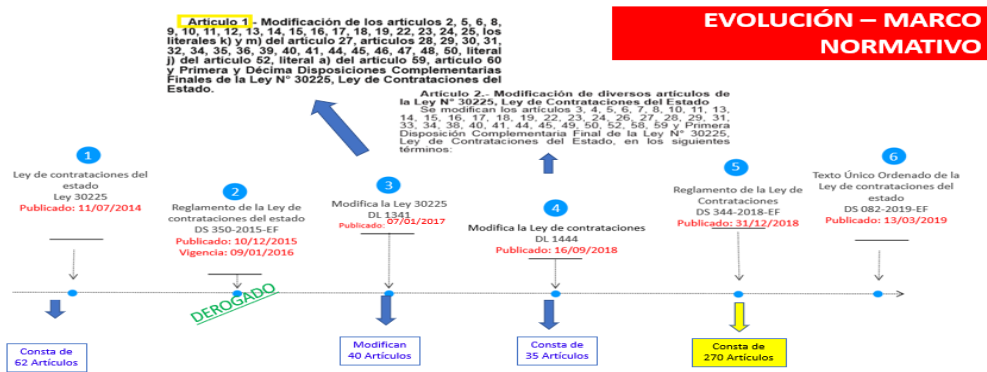 EVOLUCIÓN – MARCO
NORMATIVO
Artículo 1.- Modificación de los artículos 2, 5, 6, 8,
9, 10, 11, 12, 13, 14, 15, 16, 17, 18, 19, 22, 23, 24, 25, los
literales k) y m) del artículo 27, artículos 28, 29, 30, 31,
32, 34, 35, 36, 39, 40, 41, 44, 45, 46, 47, 48, 50, literal
j) del artículo 52, literal a) del artículo 59, artículo 60
y Primera y Décima Disposiciones Complementarias
Finales de la Ley N° 30225, Ley de Contrataciones del
Estado.
Artículo 2.- Modificación de diversos artículos de
la Ley N° 30225, Ley de Contrataciones del Estado
Se modifican los artículos 3, 4, 5, 6, 7, 8, 10, 11, 13,
14, 15, 16, 17, 18, 19, 22, 23, 24, 26, 27, 28, 29, 31,
33, 34, 38, 40, 41, 44, 45, 49, 50, 52, 58, 59 y Primera
Disposición Complementaria Final de la Ley N° 30225,
Ley de Contrataciones del Estado, en los siguientes
términos:
1
Ley de contrataciones del
estado
Ley 30225
Publicado: 11/07/2014
2
Reglamento de la Ley de
contrataciones del estado
DS 350-2015-EF
Publicado: 10/12/2015
Vigencia: 09/01/2016
3
Modifica la Ley 30225
DL 1341
Publicado: 07/01/2017
4
Modifica la Ley de contrataciones
DL 1444
Publicado: 16/09/2018
5
Reglamento de la Ley de
Contrataciones
DS 344-2018-EF
Publicado: 31/12/2018
6
Texto Único Ordenado de la
Ley de contrataciones del
estado
DS 082-2019-EF
Publicado: 13/03/2019
DEROGADO
Consta de
62 Artículos
Modifican
40 Artículos
Consta de
35 Artículos
Consta de
270 Artículos